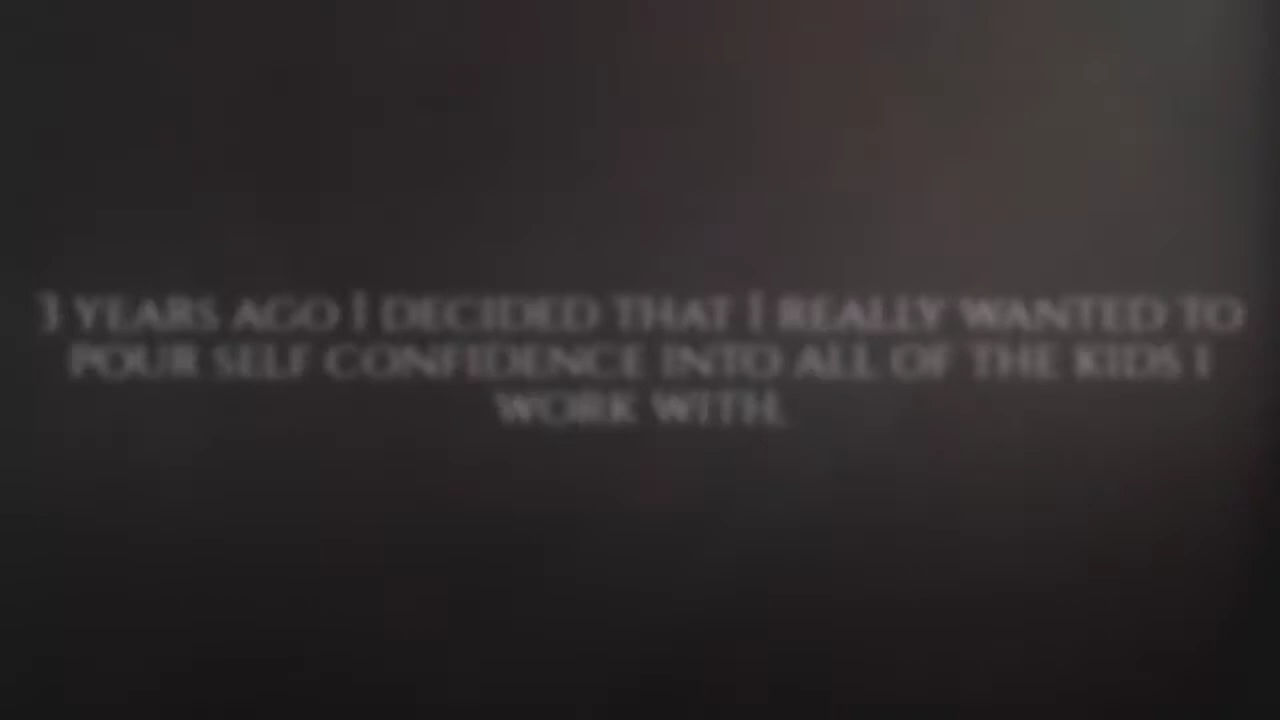 3 YEARS AGO I DECIDED THAT I REALLY WANTED TO
POUR SELF CONFIDENCE INTO ALL OF THE KIDS I
WORK WITH.